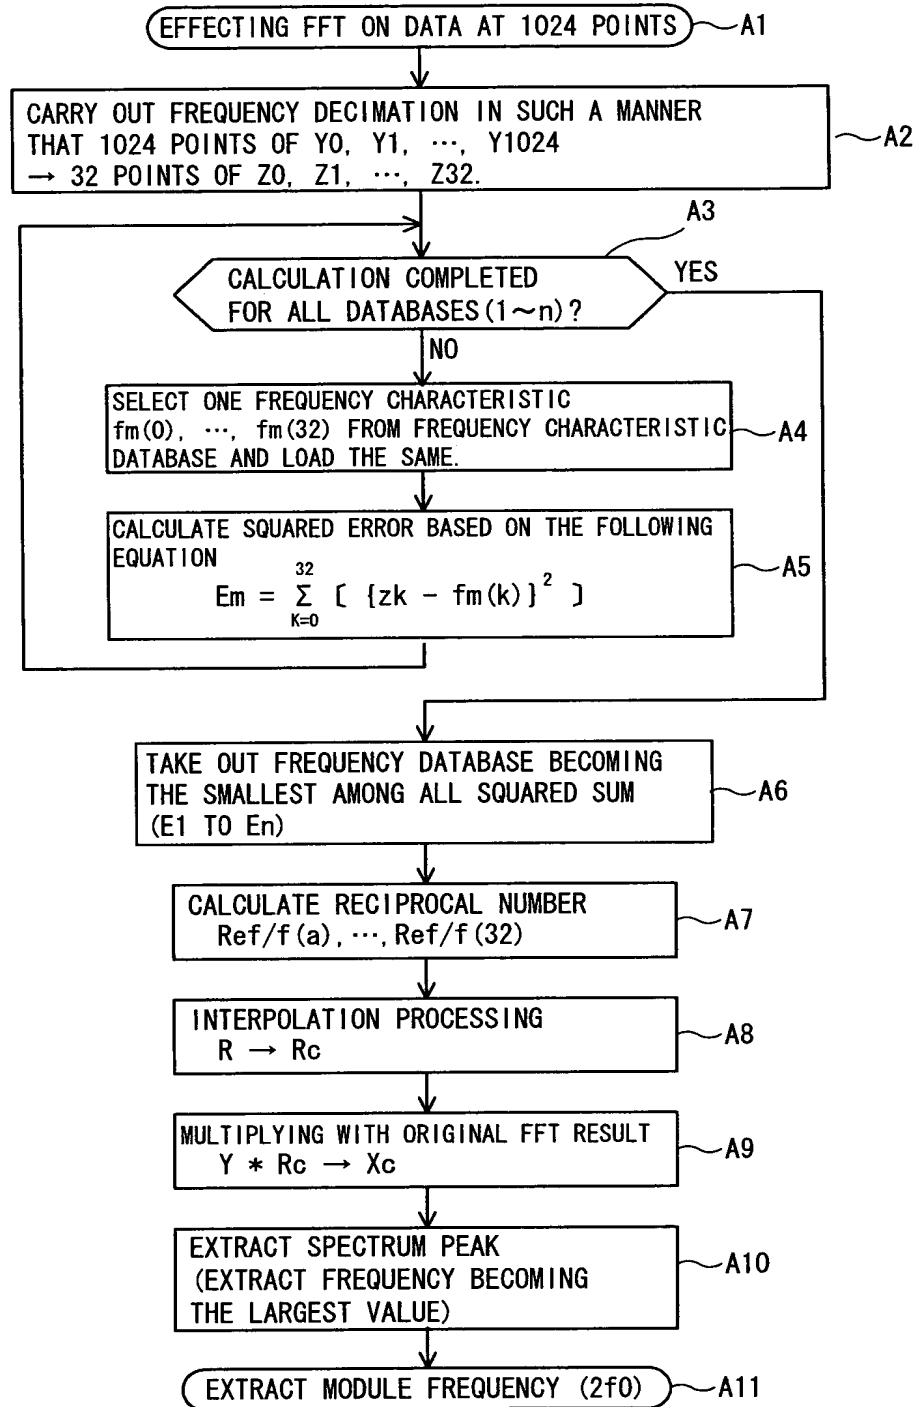 EFFECTING FFT ON DATA AT 1024 POINTS
A1
CARRY OUT FREQUENCY DECIMATION IN SUCH A MANNER
THAT 1024 POINTS OF Y0, Y1, ···, Y1024
→ 32 POINTS OF Z0, Z1, ···, Z32.
A2
A3
CALCULATION COMPLETED
FOR ALL DATABASES(1~n)?
YES
NO
SELECT ONE FREQUENCY CHARACTERISTIC
fm(0), ···, fm(32) FROM FREQUENCY CHARACTERISTIC
DATABASE AND LOAD THE SAME.
A4
CALCULATE SQUARED ERROR BASED ON THE FOLLOWING
EQUATION
32
Em = Σ [ {zk - fm(k)}² ]
K=0
A5
TAKE OUT FREQUENCY DATABASE BECOMING
THE SMALLEST AMONG ALL SQUARED SUM
(E1 TO En)
A6
CALCULATE RECIPROCAL NUMBER
Ref/f(a),···,Ref/f(32)
A7
INTERPOLATION PROCESSING
R → Rc
A8
MULTIPLYING WITH ORIGINAL FFT RESULT
Y * Rc → Xc
A9
EXTRACT SPECTRUM PEAK
(EXTRACT FREQUENCY BECOMING
THE LARGEST VALUE)
A10
EXTRACT MODULE FREQUENCY (2f0)
A11